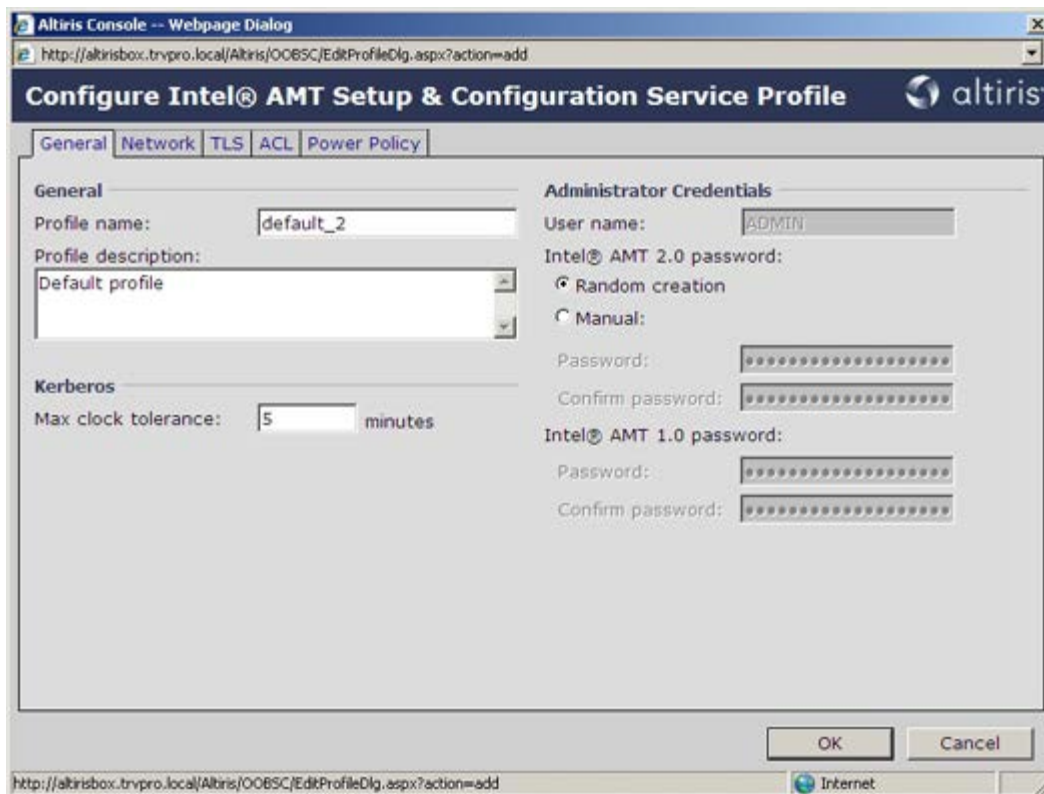 Altiris Console -- Webpage Dialog
http://altirisbox.trvpro.local/Altiris/OOBSC/EditProfileDlg.aspx?action=add
Configure Intel® AMT Setup & Configuration Service Profile
altiris
General Network TLS ACL Power Policy
General
Profile name: default_2
Profile description:
Default profile
Kerberos
Max clock tolerance: 5 minutes
Administrator Credentials
User name: ADMIN
Intel® AMT 2.0 password:
Random creation
Manual:
Password:
Confirm password:
Intel® AMT 1.0 password:
Password:
Confirm password:
OK Cancel
http://altirisbox.trvpro.local/Altiris/OOBSC/EditProfileDlg.aspx?action=add Internet